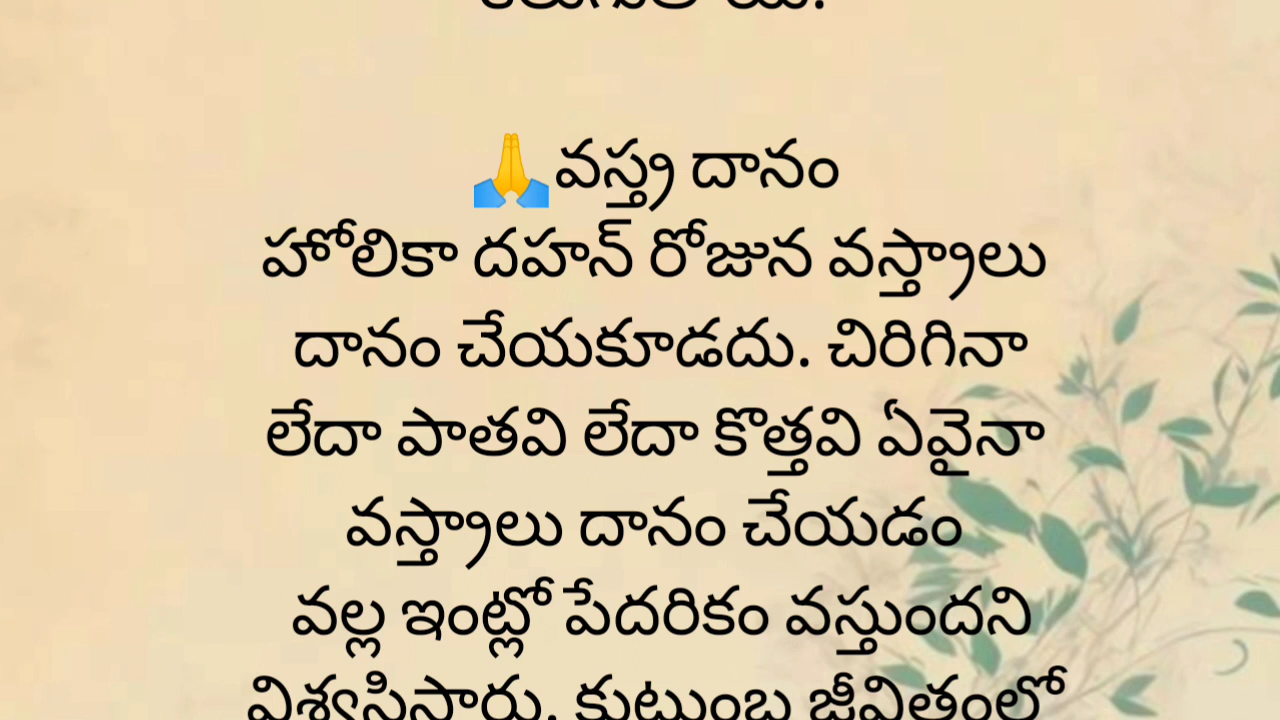 🙏వస్త్ర దానం
హోలికా దహన్ రోజున వస్త్రాలు
దానం చేయకూడదు. చిరిగినా
లేదా పాతవి లేదా కొత్తవి ఏవైనా
వస్త్రాలు దానం చేయడం
వల్ల ఇంట్లో పేదరికం వస్తుందని
విశ్వసిస్తారు. కుటుంబ జీవితంలో